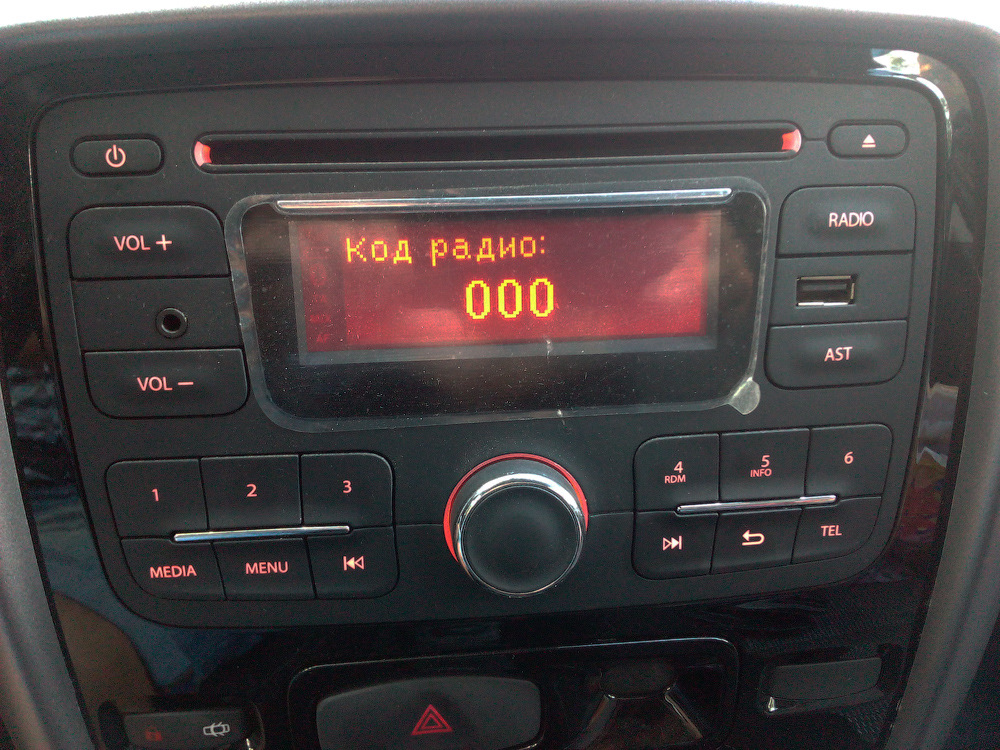 VOL +
RADIO
Код радио:
000
VOL −
AST
1
2
3
4
RDM
5
INFO
6
MEDIA
MENU
TEL